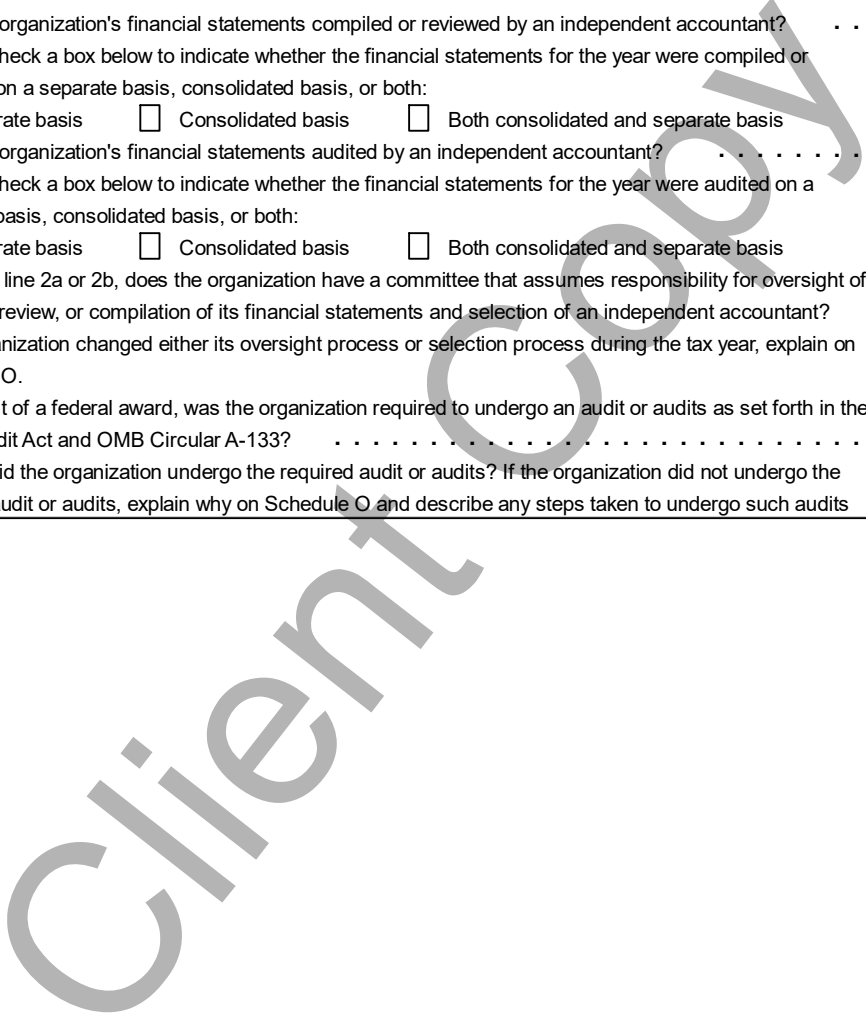 organization's financial statements compiled or reviewed by an independent accountant? . .
heck a box below to indicate whether the financial statements for the year were compiled or
on a separate basis, consolidated basis, or both:
rate basis ☐ Consolidated basis ☐ Both consolidated and separate basis
organization's financial statements audited by an independent accountant? . . . . . . . .
heck a box below to indicate whether the financial statements for the year were audited on a
basis, consolidated basis, or both:
rate basis ☐ Consolidated basis ☐ Both consolidated and separate basis
line 2a or 2b, does the organization have a committee that assumes responsibility for oversight of
review, or compilation of its financial statements and selection of an independent accountant?
nization changed either its oversight process or selection process during the tax year, explain on
O.
t of a federal award, was the organization required to undergo an audit or audits as set forth in the
dit Act and OMB Circular A-133? . . . . . . . . . . . . . . . . . . . . . . . . . . . .
id the organization undergo the required audit or audits? If the organization did not undergo the
udit or audits, explain why on Schedule O and describe any steps taken to undergo such audits
Client Copy